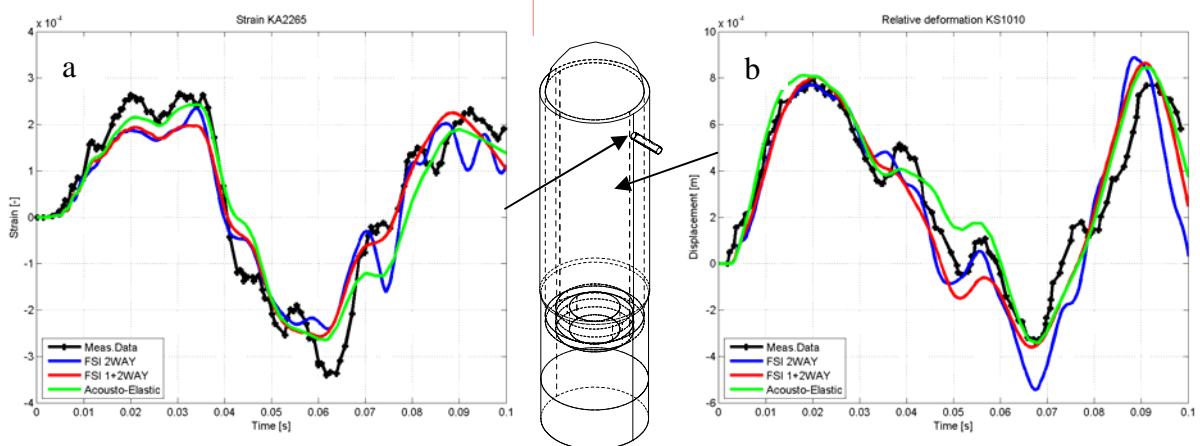 Strain KA2265
x 10⁻⁴
4
3
2
1
0
-1
-2
-3
-4
Strain [-]
a
Meas.Data
FSI 2WAY
FSI 1+2WAY
Acousto-Elastic
0 0.01 0.02 0.03 0.04 0.05 0.06 0.07 0.08 0.09 0.1
Time [s]
Relative deformation KS1010
x 10⁻⁴
10
8
6
4
2
0
-2
-4
-6
Displacement [m]
b
Meas.Data
FSI 2WAY
FSI 1+2WAY
Acousto-Elastic
0 0.01 0.02 0.03 0.04 0.05 0.06 0.07 0.08 0.09 0.1
Time [s]